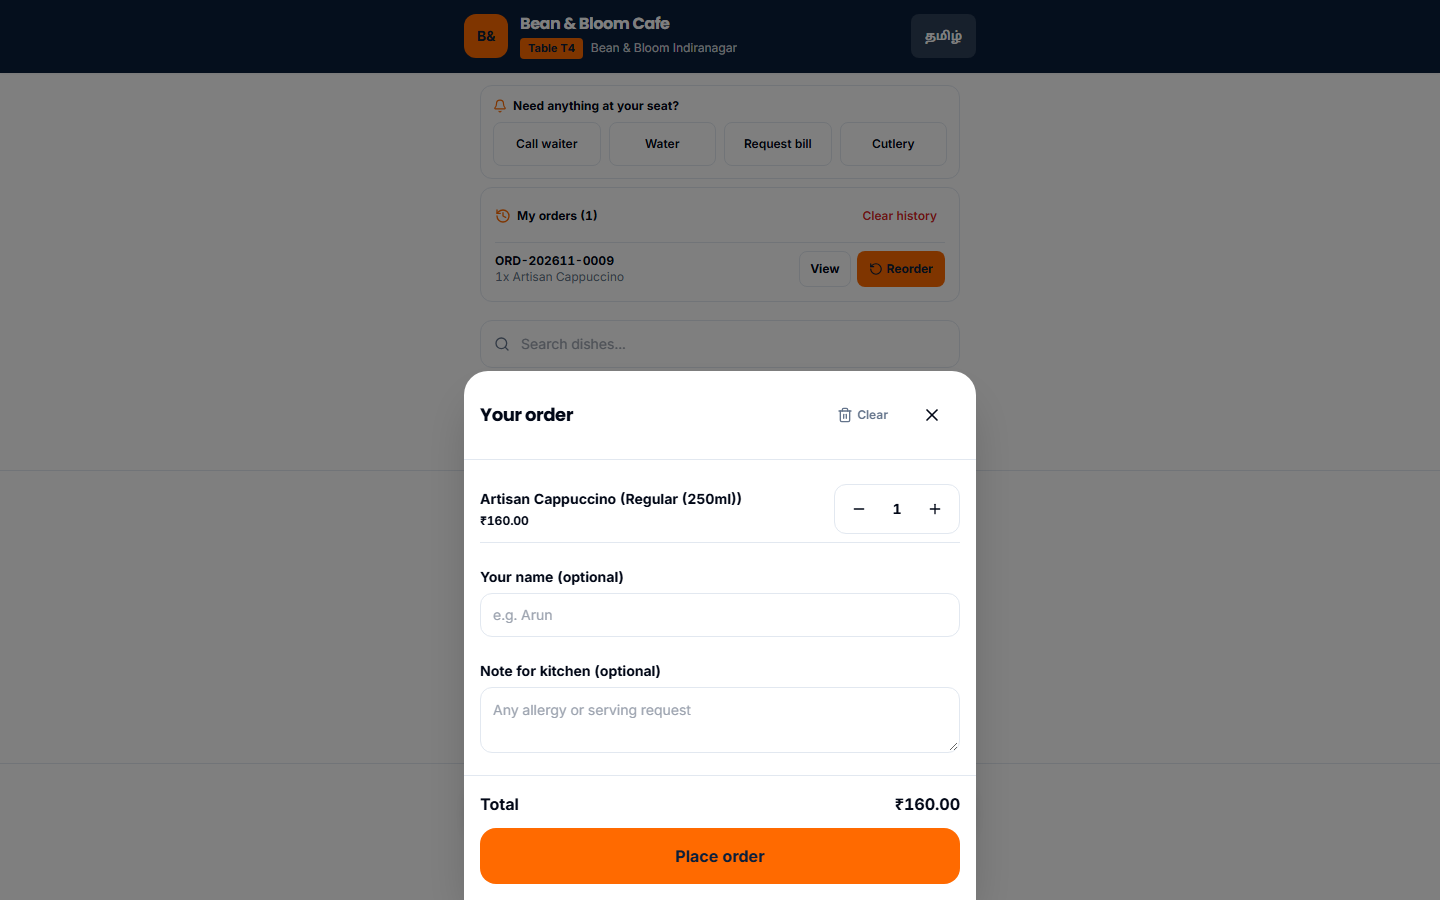 B&
Bean & Bloom Cafe
Table T4
Bean & Bloom Indiranagar
தமிழ்
Need anything at your seat?
Call waiter
Water
Request bill
Cutlery
My orders (1)
Clear history
ORD-202611-0009
1x Artisan Cappuccino
View
Reorder
Search dishes...
Your order
Clear
Artisan Cappuccino (Regular (250ml))
₹160.00
1
Your name (optional)
e.g. Arun
Note for kitchen (optional)
Any allergy or serving request
Total
₹160.00
Place order